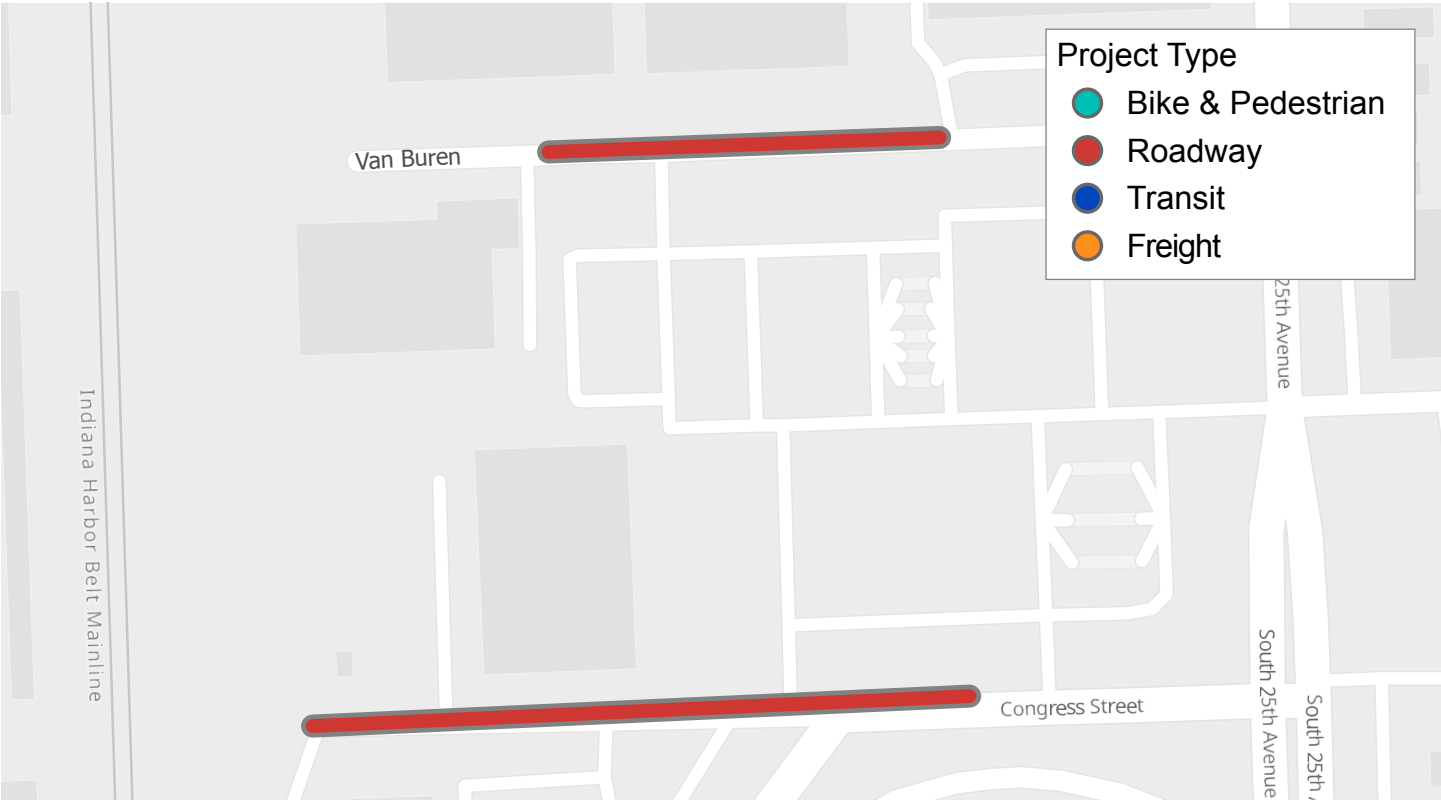 Project Type
Bike & Pedestrian
Roadway
Transit
Freight
Van Buren
25th Avenue
Indiana Harbor Belt Mainline
Congress Street
South 25th Avenue
South 25th